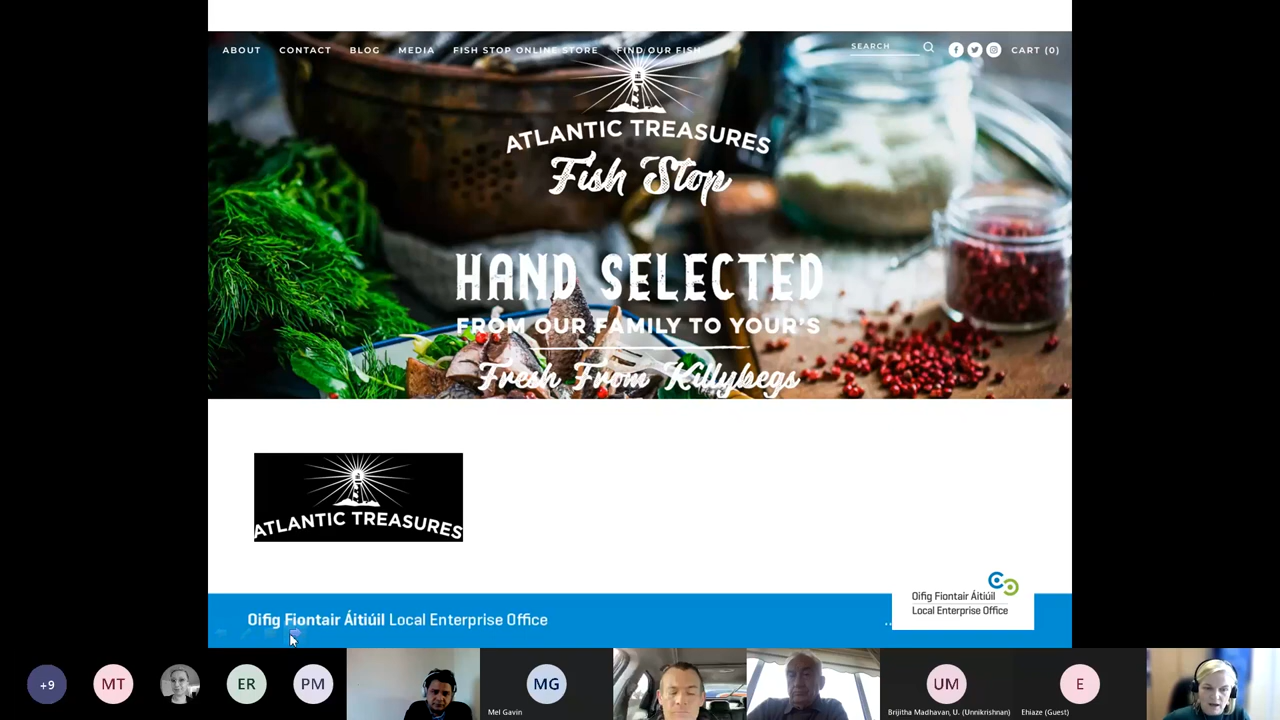 ABOUT CONTACT BLOG MEDIA FISH STOP ONLINE STORE FIND OUR FISH SEARCH CART (0)
ATLANTIC TREASURES
Fish Stop
HAND SELECTED
FROM OUR FAMILY TO YOUR'S
Fresh From Killybegs
ATLANTIC TREASURES
Oifig Fiontair Áitiúil Local Enterprise Office
..
Oifig Fiontair Áitiúil
Local Enterprise Office
+9 MT ER PM MG UM E
Mel Gavin Brijitha Madhavan, U. (Unnikrishnan) Ehiaze (Guest)